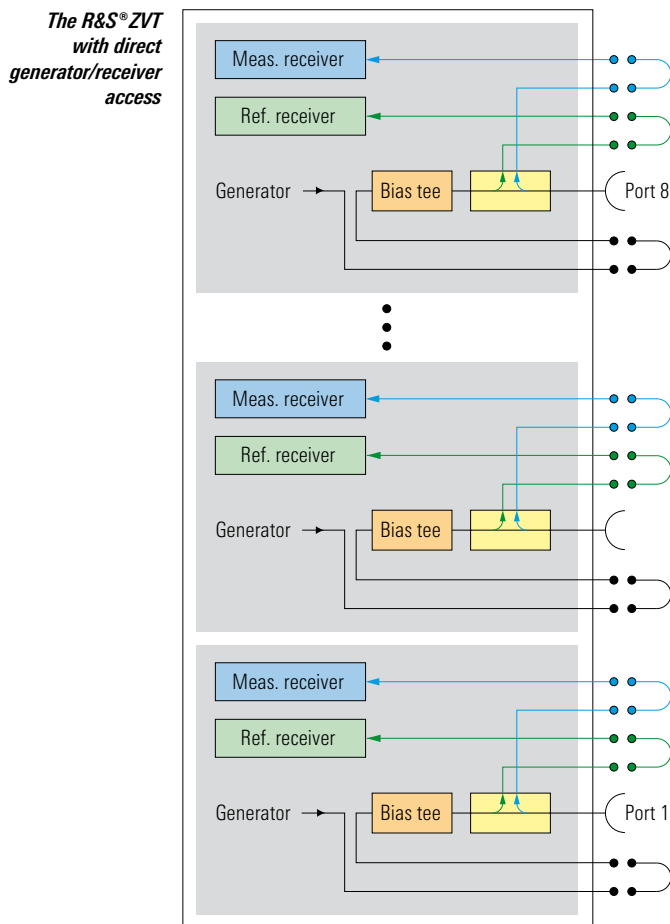 The R&S®ZVT
with direct
generator/receiver
access
Meas. receiver
Ref. receiver
Generator
Bias tee
Port 8
Meas. receiver
Ref. receiver
Generator
Bias tee
Meas. receiver
Ref. receiver
Generator
Bias tee
Port 1